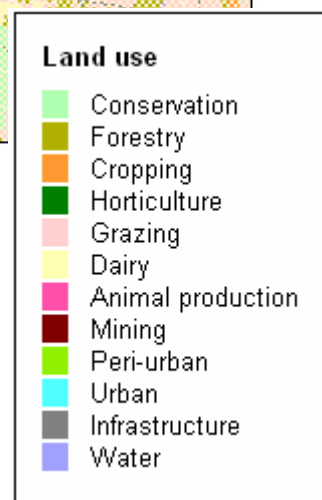 Land use
Conservation
Forestry
Cropping
Horticulture
Grazing
Dairy
Animal production
Mining
Peri-urban
Urban
Infrastructure
Water